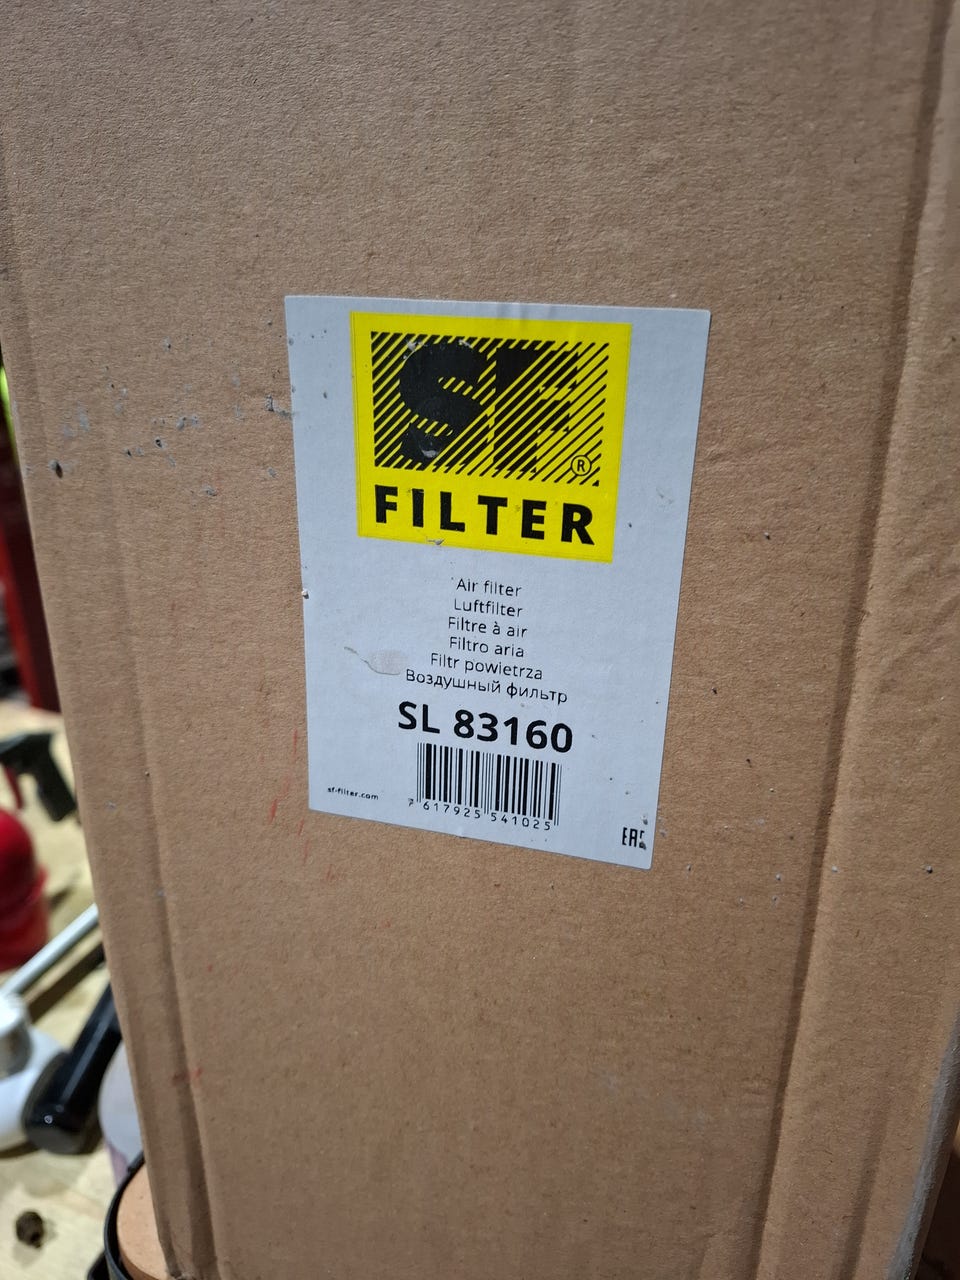 SF
®
FILTER
Air filter
Luftfilter
Filtre à air
Filtro aria
Filtr powietrza
Воздушный фильтр
SL 83160
sf-filter.com
7 617925 541025
EAC